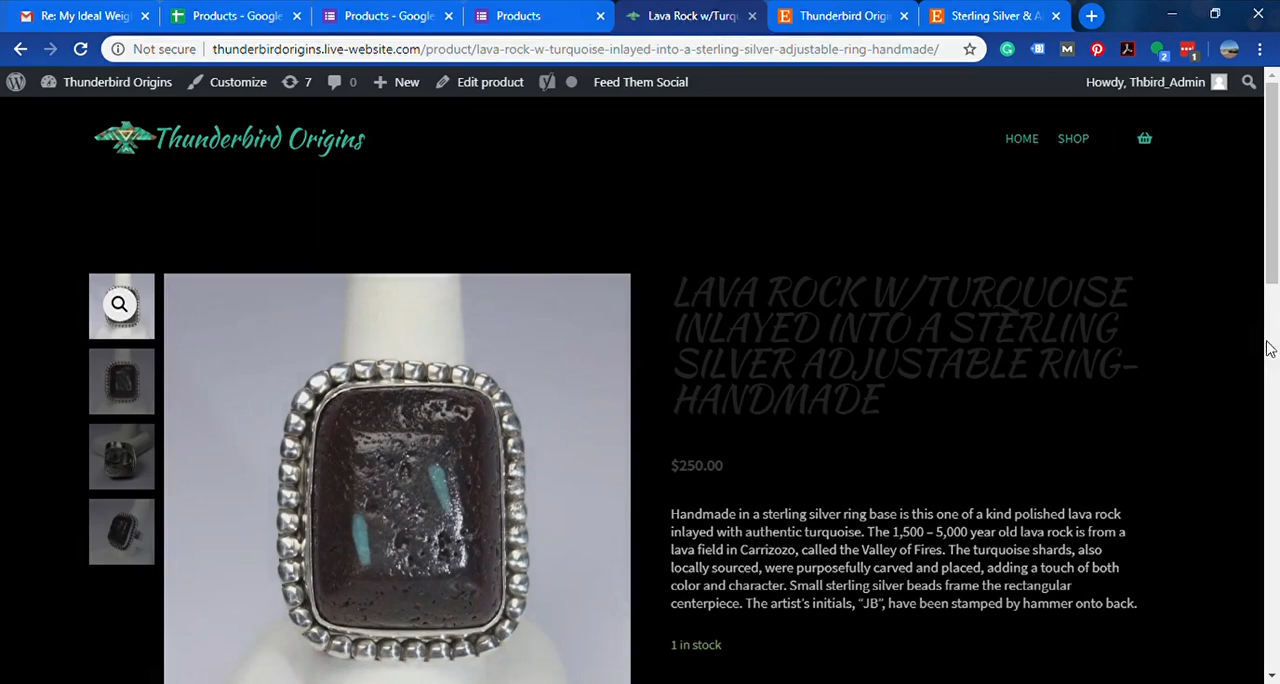 Re: My Ideal Weig
Products - Google
Products - Google
Products
Lava Rock w/Turqu
Thunderbird Origi
Sterling Silver & A
Not secure
thunderbirdorigins.live-website.com/product/lava-rock-w-turquoise-inlayed-into-a-sterling-silver-adjustable-ring-handmade/
2
1
Thunderbird Origins
Customize
7
0
New
Edit product
Feed Them Social
Howdy, Thbird_Admin
Thunderbird Origins
HOME
SHOP
LAVA ROCK W/TURQUOISE
INLAYED INTO A STERLING
SILVER ADJUSTABLE RING-
HANDMADE
$250.00
Handmade in a sterling silver ring base is this one of a kind polished lava rock
inlayed with authentic turquoise. The 1,500 – 5,000 year old lava rock is from a
lava field in Carrizozo, called the Valley of Fires. The turquoise shards, also
locally sourced, were purposefully carved and placed, adding a touch of both
color and character. Small sterling silver beads frame the rectangular
centerpiece. The artist's initials, “JB”, have been stamped by hammer onto back.
1 in stock